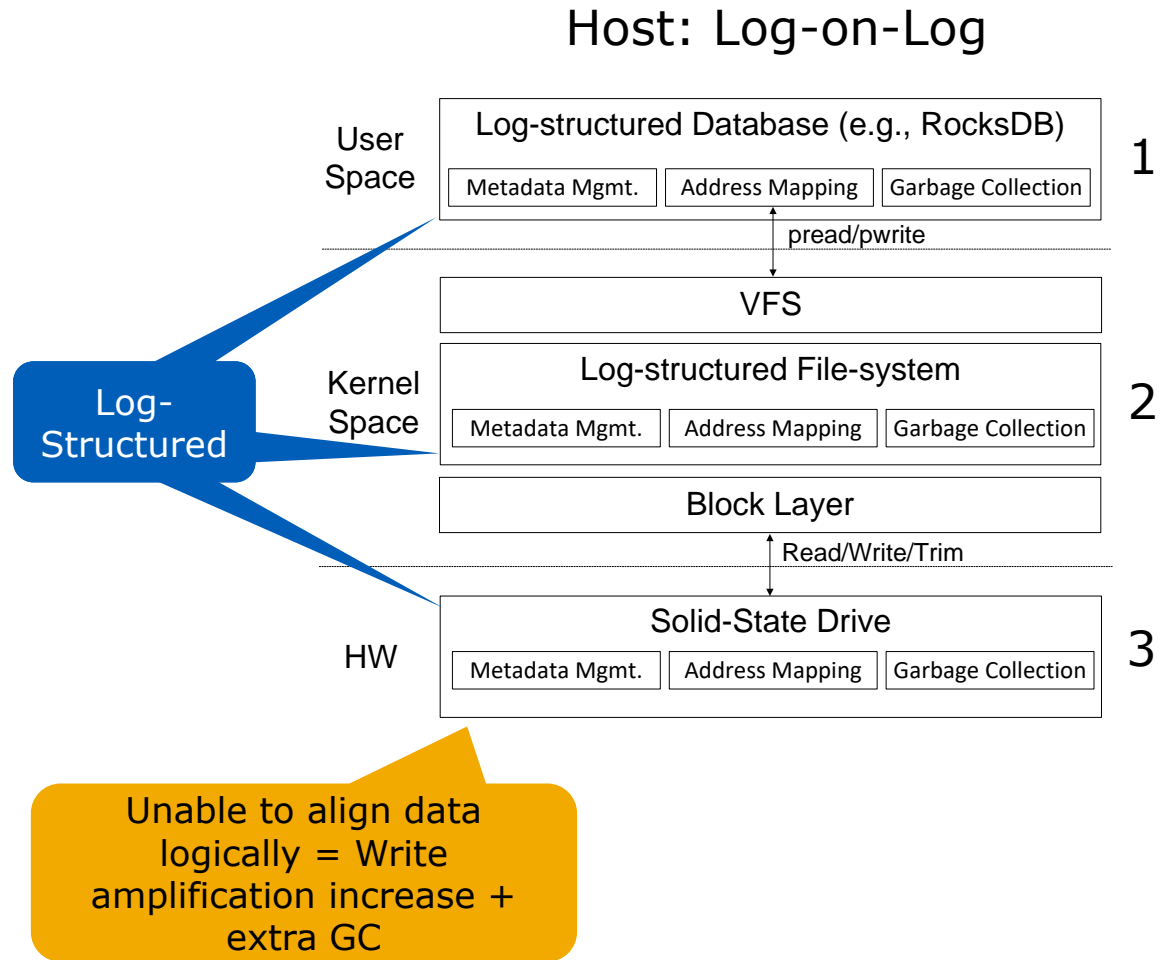 Host: Log-on-Log
User
Space
Log-structured Database (e.g., RocksDB)
Metadata Mgmt.
Address Mapping
Garbage Collection
1
pread/pwrite
VFS
Log-
Structured
Kernel
Space
Log-structured File-system
Metadata Mgmt.
Address Mapping
Garbage Collection
2
Block Layer
Read/Write/Trim
HW
Solid-State Drive
Metadata Mgmt.
Address Mapping
Garbage Collection
3
Unable to align data
logically = Write
amplification increase +
extra GC